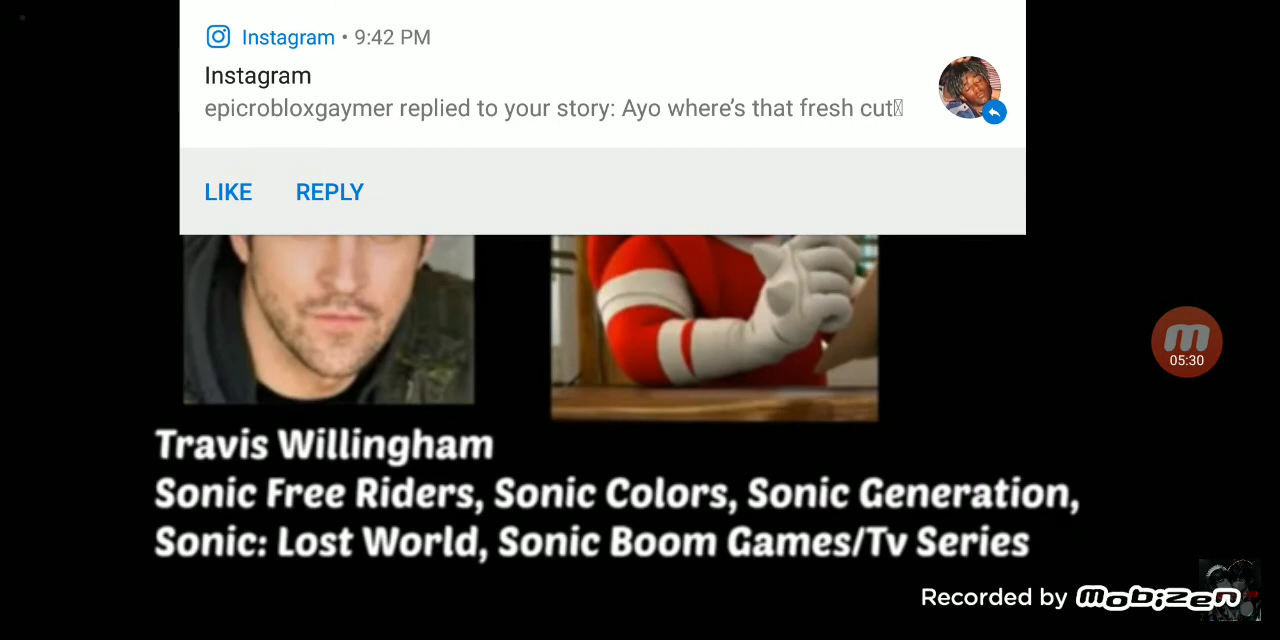 Instagram • 9:42 PM
Instagram
epicrobloxgaymer replied to your story: Ayo where's that fresh cut
LIKE REPLY
05:30
Travis Willingham
Sonic Free Riders, Sonic Colors, Sonic Generation,
Sonic: Lost World, Sonic Boom Games/Tv Series
Recorded by mobizen